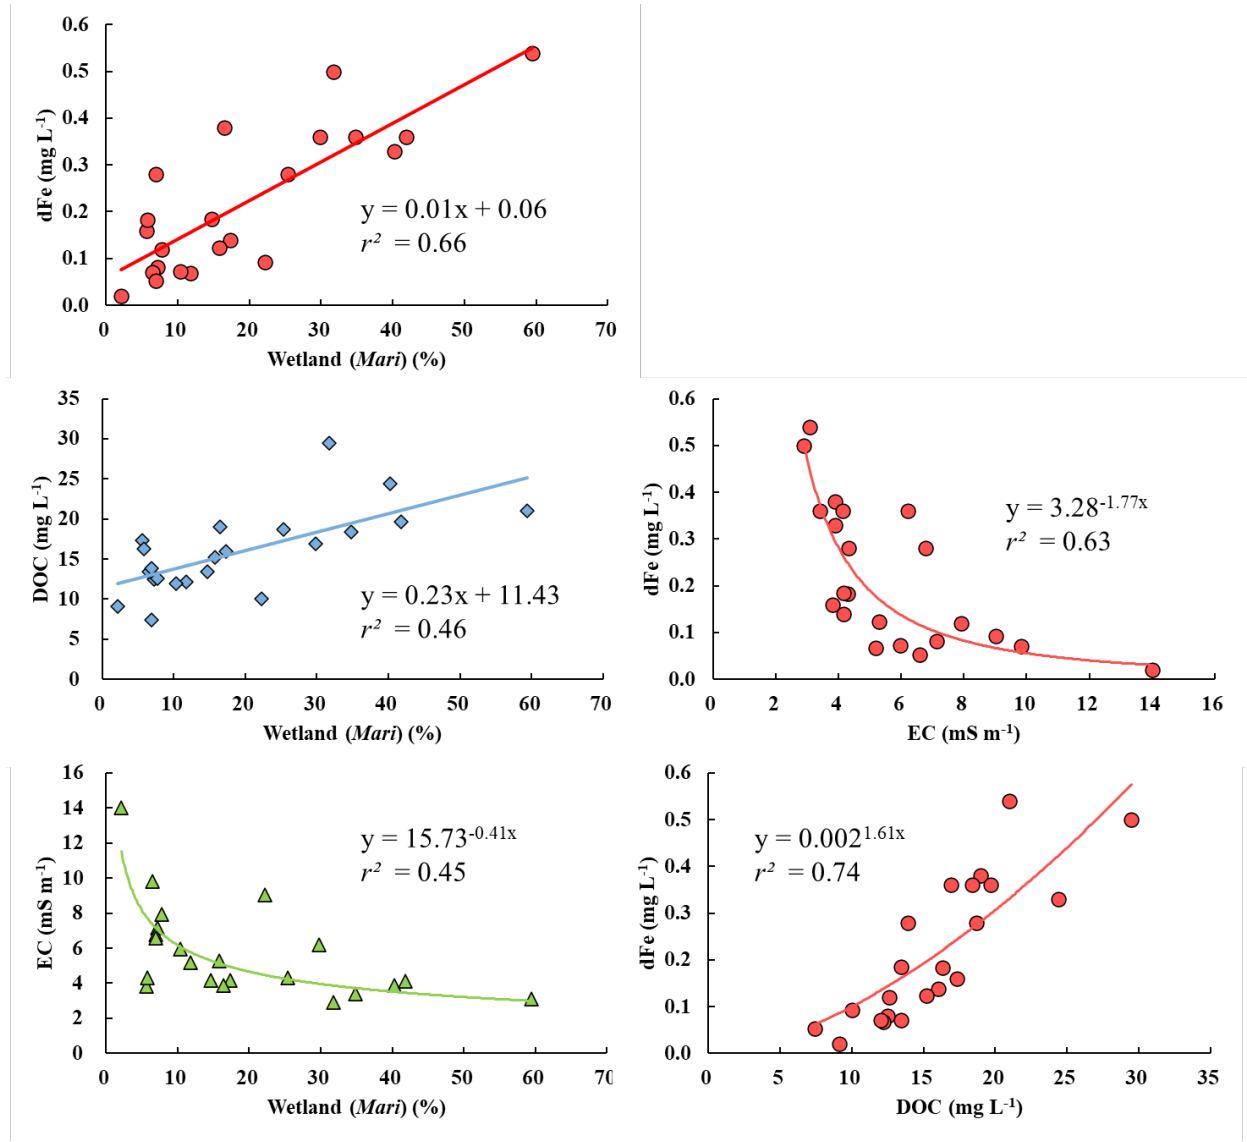 0.6
0.5
0.4
0.3
0.2
0.1
0.0
dFe (mg L⁻¹)
y = 0.01x + 0.06
r² = 0.66
0 10 20 30 40 50 60 70
Wetland (Mari) (%)
35
30
25
20
15
10
5
0
DOC (mg L⁻¹)
y = 0.23x + 11.43
r² = 0.46
0 10 20 30 40 50 60 70
Wetland (Mari) (%)
0.6
0.5
0.4
0.3
0.2
0.1
0.0
dFe (mg L⁻¹)
y = 3.28⁻¹·⁷⁷ˣ
r² = 0.63
0 2 4 6 8 10 12 14 16
EC (mS m⁻¹)
16
14
12
10
8
6
4
2
0
EC (mS m⁻¹)
y = 15.73⁻⁰·⁴¹ˣ
r² = 0.45
0 10 20 30 40 50 60 70
Wetland (Mari) (%)
0.6
0.5
0.4
0.3
0.2
0.1
0.0
dFe (mg L⁻¹)
y = 0.002¹·⁶¹ˣ
r² = 0.74
0 5 10 15 20 25 30 35
DOC (mg L⁻¹)